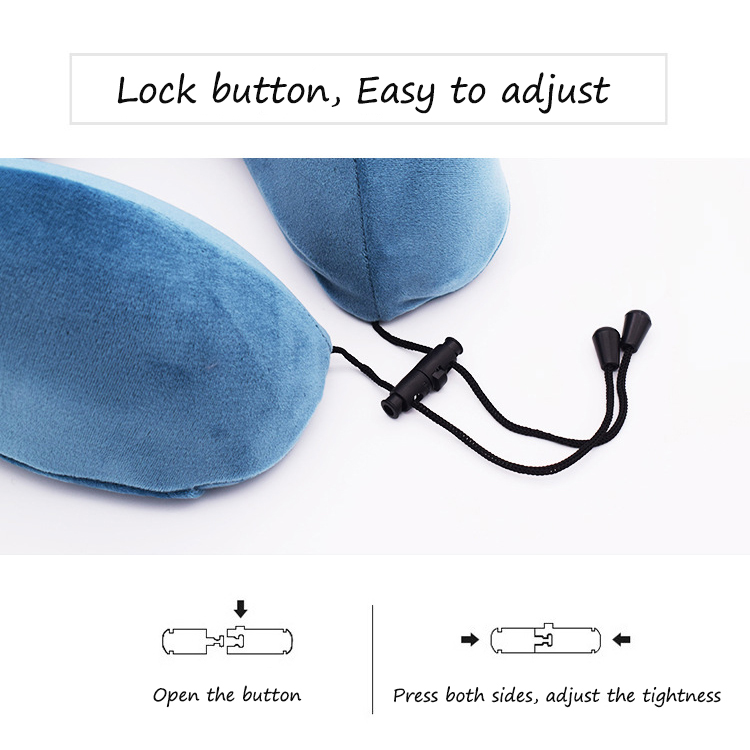 Lock button, Easy to adjust
Open the button
Press both sides, adjust the tightness